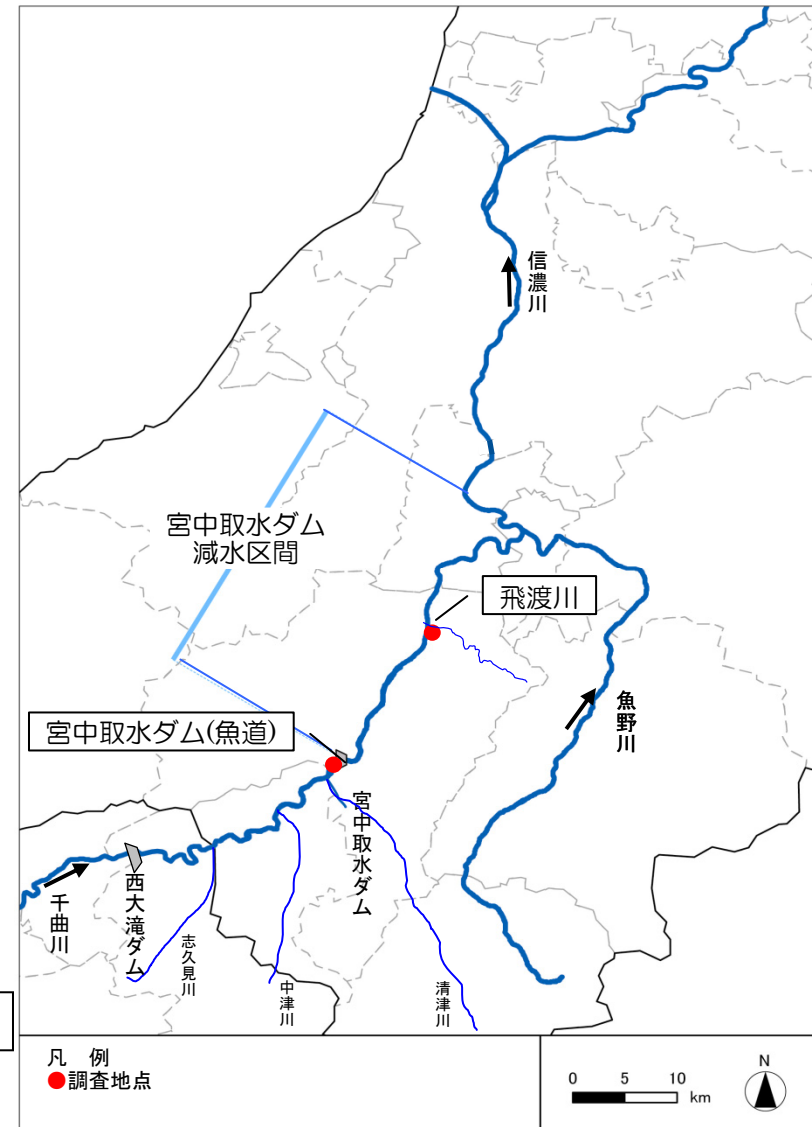 信濃川
宮中取水ダム
減水区間
飛渡川
魚野川
宮中取水ダム(魚道)
宮中取水ダム
千曲川
西大滝ダム
志久見川
中津川
清津川
凡 例
調査地点
0 5 10
km
N